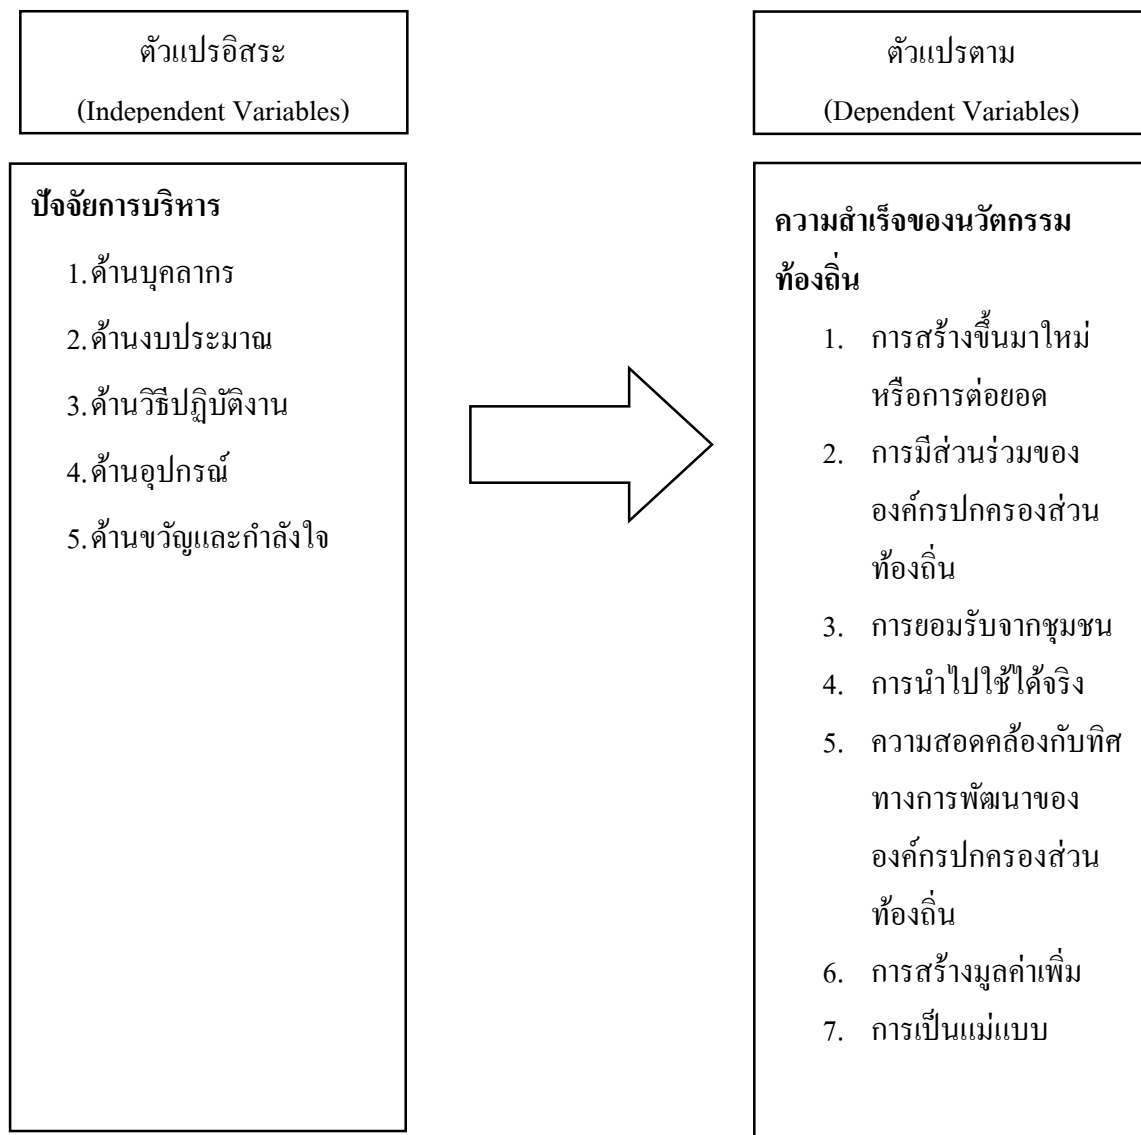 ตัวแปรอิสระ
(Independent Variables)
ตัวแปรตาม
(Dependent Variables)
ปัจจัยการบริหาร
1.ด้านบุคลากร
2.ด้านงบประมาณ
3.ด้านวิธีปฏิบัติงาน
4.ด้านอุปกรณ์
5.ด้านขวัญและกำลังใจ
ความสำเร็จของนวัตกรรม
ท้องถิ่น
1. การสร้างขึ้นมาใหม่
หรือการต่อยอด
2. การมีส่วนร่วมของ
องค์กรปกครองส่วน
ท้องถิ่น
3. การยอมรับจากชุมชน
4. การนำไปใช้ได้จริง
5. ความสอดคล้องกับทิศ
ทางการพัฒนาของ
องค์กรปกครองส่วน
ท้องถิ่น
6. การสร้างมูลค่าเพิ่ม
7. การเป็นแม่แบบ